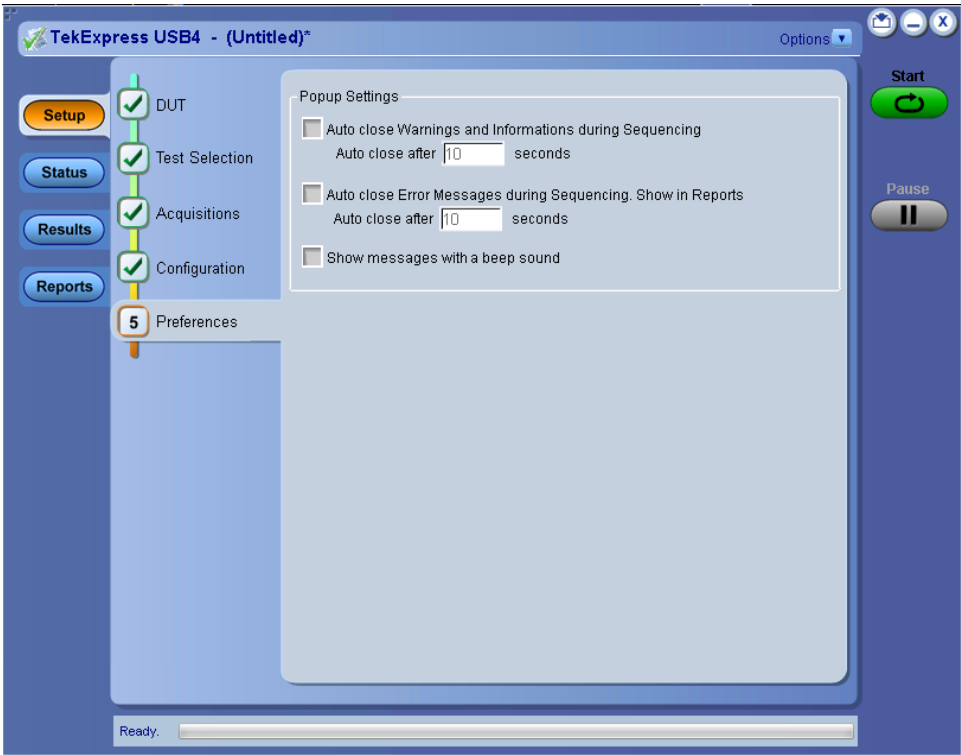 TekExpress USB4 - (Untitled)*
Options
X
Start
Setup
Status
Results
Reports
DUT
Test Selection
Acquisitions
Configuration
5 Preferences
Popup Settings
Auto close Warnings and Informations during Sequencing
Auto close after 10 seconds
Auto close Error Messages during Sequencing. Show in Reports
Auto close after 10 seconds
Show messages with a beep sound
Pause
Ready.